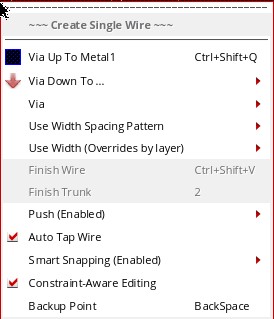 ~~~ Create Single Wire ~~~
Via Up To Metal1 Ctrl+Shift+Q
Via Down To ...
Via
Use Width Spacing Pattern
Use Width (Overrides by layer)
Finish Wire Ctrl+Shift+V
Finish Trunk 2
Push (Enabled)
Auto Tap Wire
Smart Snapping (Enabled)
Constraint-Aware Editing
Backup Point BackSpace